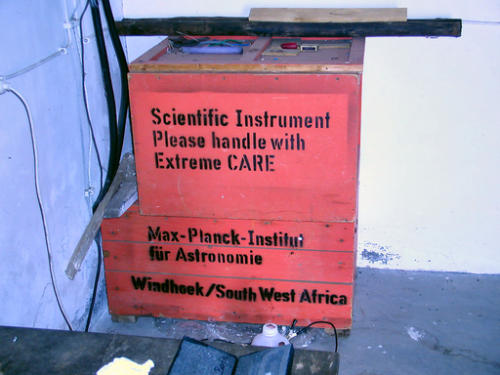 Scientific Instrument
Please handle with
Extreme CARE
Max-Planck-Institut
für Astronomie
Windhoek/South West Africa